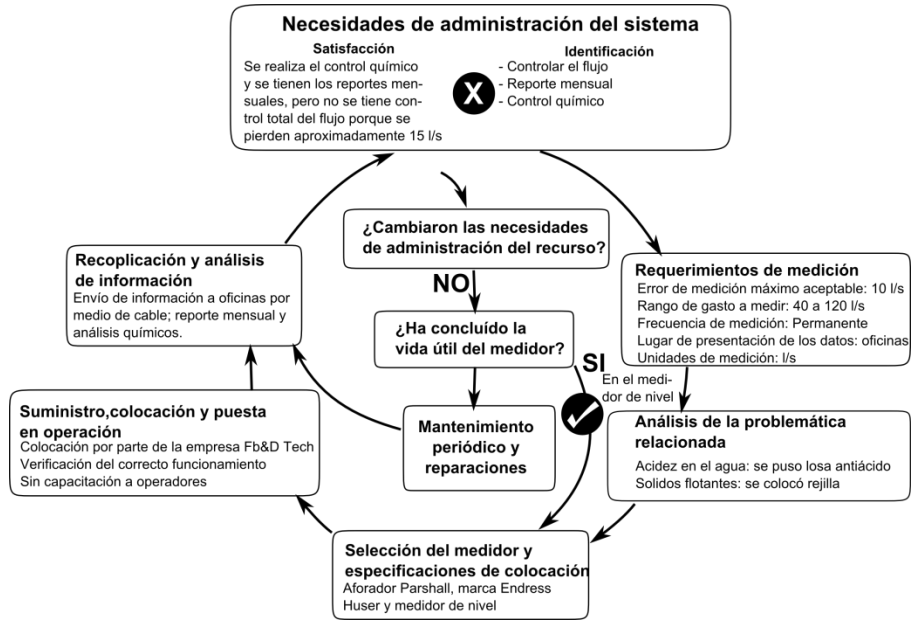 Necesidades de administración del sistema
Satisfacción
Se realiza el control químico
y se tienen los reportes men-
suales, pero no se tiene con-
trol total del flujo porque se
pierden aproximadamente 15 l/s
X
Identificación
- Controlar el flujo
- Reporte mensual
- Control químico
¿Cambiaron las necesidades
de administración del recurso?
NO
¿Ha concluído la
vida útil del medidor?
SI
En el medi-
dor de nivel
Mantenimiento
periódico y
reparaciones
Requerimientos de medición
Error de medición máximo aceptable: 10 l/s
Rango de gasto a medir: 40 a 120 l/s
Frecuencia de medición: Permanente
Lugar de presentación de los datos: oficinas
Unidades de medición: l/s
Análisis de la problemática
relacionada
Acidez en el agua: se puso losa antiácido
Solidos flotantes: se colocó rejilla
Selección del medidor y
especificaciones de colocación
Aforador Parshall, marca Endress
Huser y medidor de nivel
Suministro,colocación y puesta
en operación
Colocación por parte de la empresa Fb&D Tech
Verificación del correcto funcionamiento
Sin capacitación a operadores
Recoplicación y análisis
de información
Envío de información a oficinas por
medio de cable; reporte mensual y
análisis químicos.